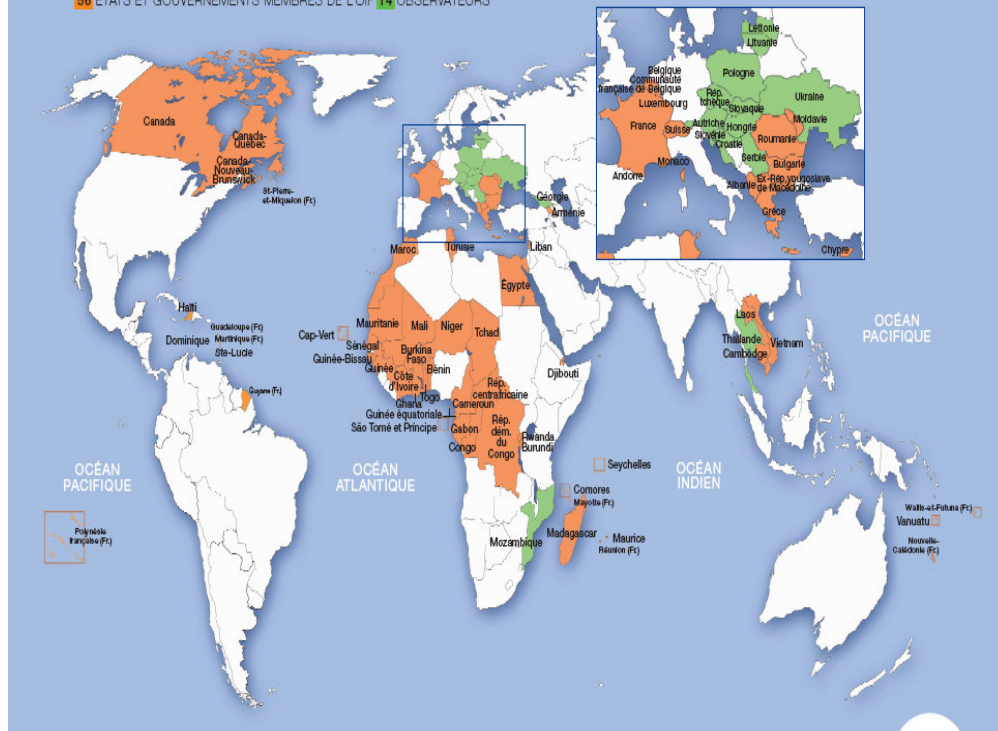 56 ÉTATS ET GOUVERNEMENTS MEMBRES DE L'OIF 14 OBSERVATEURS
Canada
Canada-
Québec
Canada-
Nouveau-
Brunswick
St-Pierre-
et-Miquelon (Fr.)
Haïti
Dominique
Guadeloupe (Fr.)
Martinique (Fr.)
Ste-Lucie
Guyane (Fr.)
OCÉAN
PACIFIQUE
Polynésie
française (Fr.)
OCÉAN
ATLANTIQUE
Maroc
Tunisie
Égypte
Liban
Géorgie
Arménie
Cap-Vert
Mauritanie
Mali
Niger
Tchad
Sénégal
Guinée-Bissau
Guinée
Burkina
Faso
Côte
d'Ivoire
Bénin
Togo
Ghana
Cameroun
Rép.
centrafricaine
Guinée équatoriale
São Tomé et Príncipe
Gabon
Congo
Rép.
dém.
du
Congo
Rwanda
Burundi
Djibouti
Mozambique
Madagascar
Seychelles
Comores
Mayotte (Fr.)
Maurice
Réunion (Fr.)
OCÉAN
INDIEN
Laos
Thaïlande
Cambodge
Vietnam
OCÉAN
PACIFIQUE
Wallis-et-Futuna (Fr.)
Vanuatu
Nouvelle-
Calédonie (Fr.)
Lettonie
Lituanie
Belgique
Communauté
française de Belgique
Luxembourg
Pologne
Rép.
tchèque
Slovaquie
Ukraine
Moldavie
France
Suisse
Autriche
Slovénie
Hongrie
Croatie
Roumanie
Serbie
Bulgarie
Monaco
Andorre
Albanie
Ex-Rép.yougoslave
de Macédoine
Grèce
Chypre